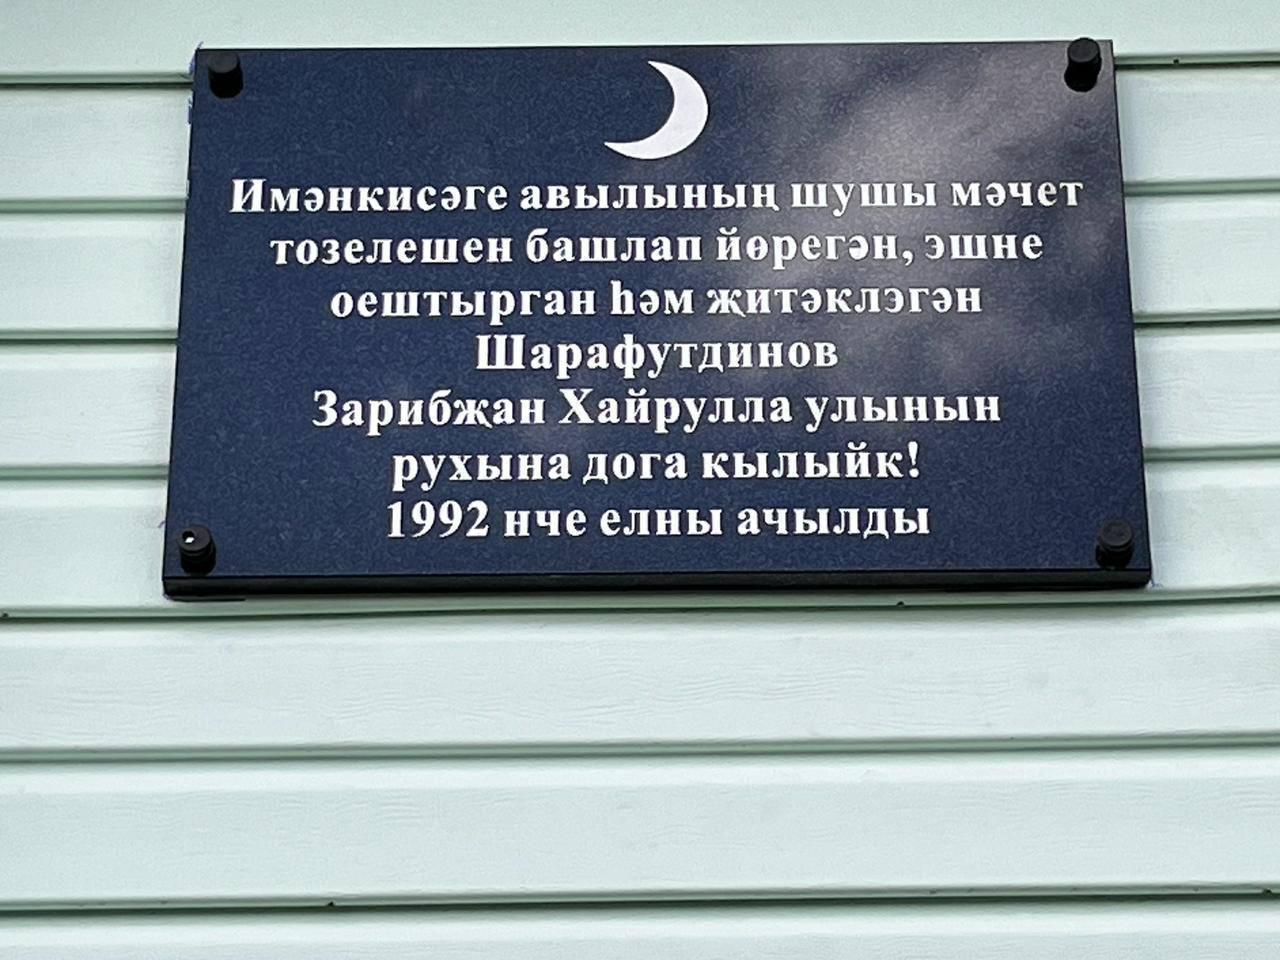 Имәнкисәге авылының шушы мәчет
тозелешен башлап йөрегән, эшне
оештырган һәм җитәкләгән
Шарафутдинов
Зарибҗан Хайрулла улынын
рухына дога кылыйк!
1992 нче елны ачылды